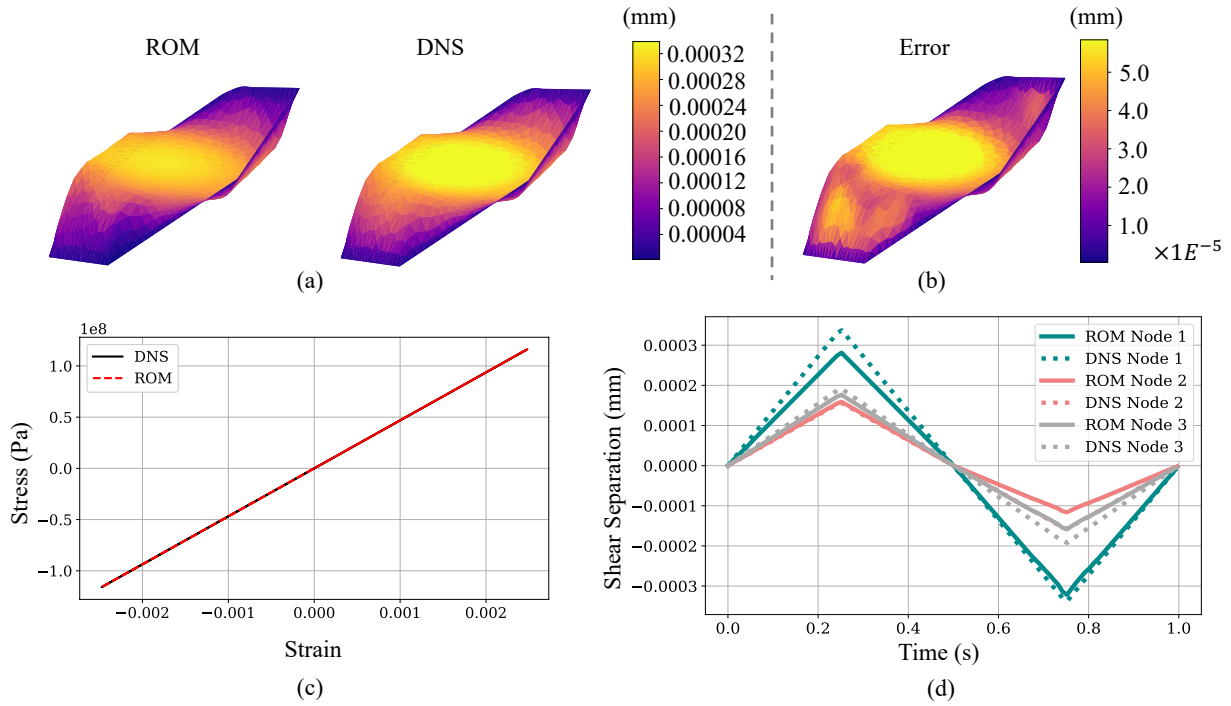 (mm)
(mm)
ROM
DNS
Error
0.00032
0.00028
0.00024
0.00020
0.00016
0.00012
0.00008
0.00004
5.0
4.0
3.0
2.0
1.0
×1E⁻⁵
(a)
(b)
1e8
DNS
ROM
1.0
0.5
0.0
−0.5
−1.0
Stress (Pa)
−0.002
−0.001
0.000
0.001
0.002
Strain
(c)
ROM Node 1
DNS Node 1
ROM Node 2
DNS Node 2
ROM Node 3
DNS Node 3
0.0003
0.0002
0.0001
0.0000
−0.0001
−0.0002
−0.0003
Shear Separation (mm)
0.0
0.2
0.4
0.6
0.8
1.0
Time (s)
(d)